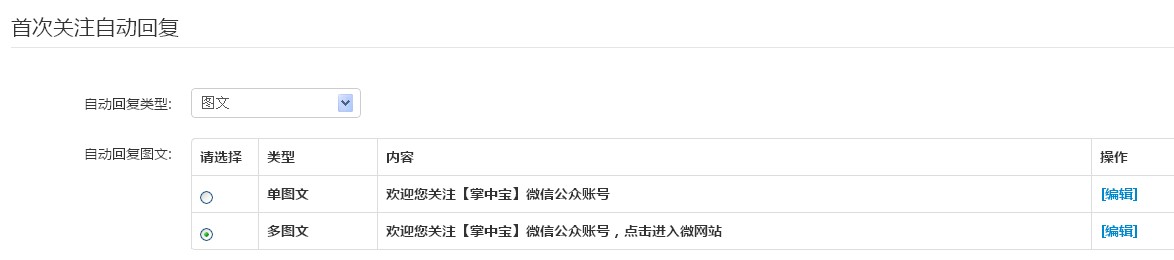 首次关注自动回复
自动回复类型: 图文
自动回复图文: 请选择 类型 内容 操作
单图文 欢迎您关注【掌中宝】微信公众账号 [编辑]
多图文 欢迎您关注【掌中宝】微信公众账号，点击进入微网站 [编辑]